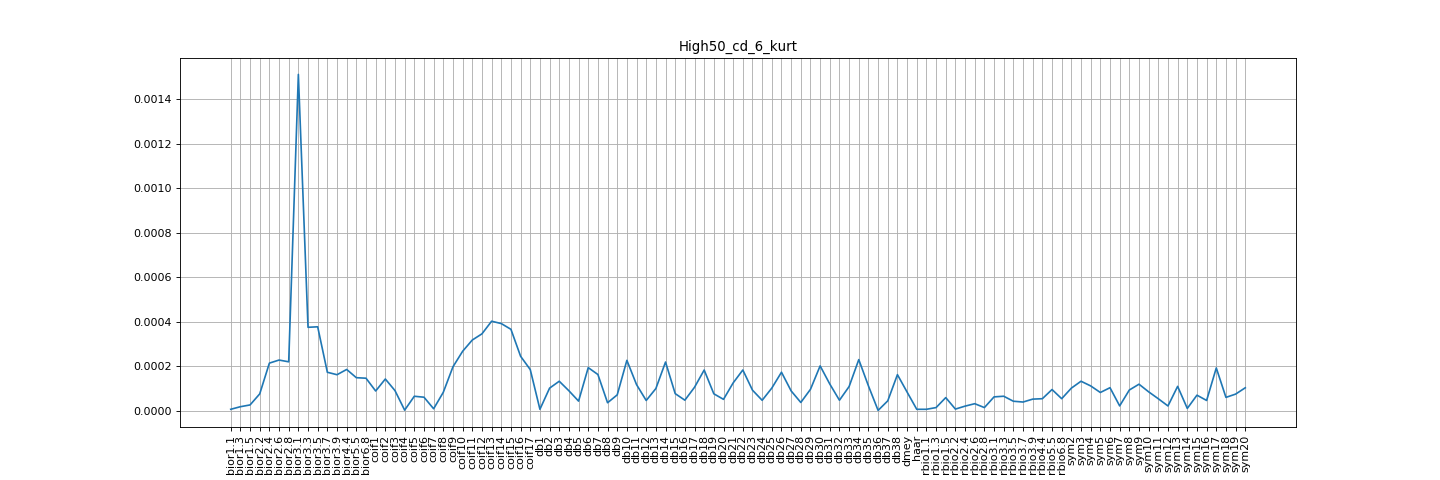 High50_cd_6_kurt
0.0014
0.0012
0.0010
0.0008
0.0006
0.0004
0.0002
0.0000
bior1.1
bior1.3
bior1.5
bior2.2
bior2.4
bior2.6
bior2.8
bior3.1
bior3.3
bior3.5
bior3.7
bior3.9
bior4.4
bior5.5
bior6.8
coif1
coif2
coif3
coif4
coif5
coif6
coif7
coif8
coif9
coif10
coif11
coif12
coif13
coif14
coif15
coif16
coif17
db1
db2
db3
db4
db5
db6
db7
db8
db9
db10
db11
db12
db13
db14
db15
db16
db17
db18
db19
db20
db21
db22
db23
db24
db25
db26
db27
db28
db29
db30
db31
db32
db33
db34
db35
db36
db37
db38
dmey
haar
rbio1.1
rbio1.3
rbio1.5
rbio2.2
rbio2.4
rbio2.6
rbio2.8
rbio3.1
rbio3.3
rbio3.5
rbio3.7
rbio3.9
rbio4.4
rbio5.5
rbio6.8
sym2
sym3
sym4
sym5
sym6
sym7
sym8
sym9
sym10
sym11
sym12
sym13
sym14
sym15
sym16
sym17
sym18
sym19
sym20